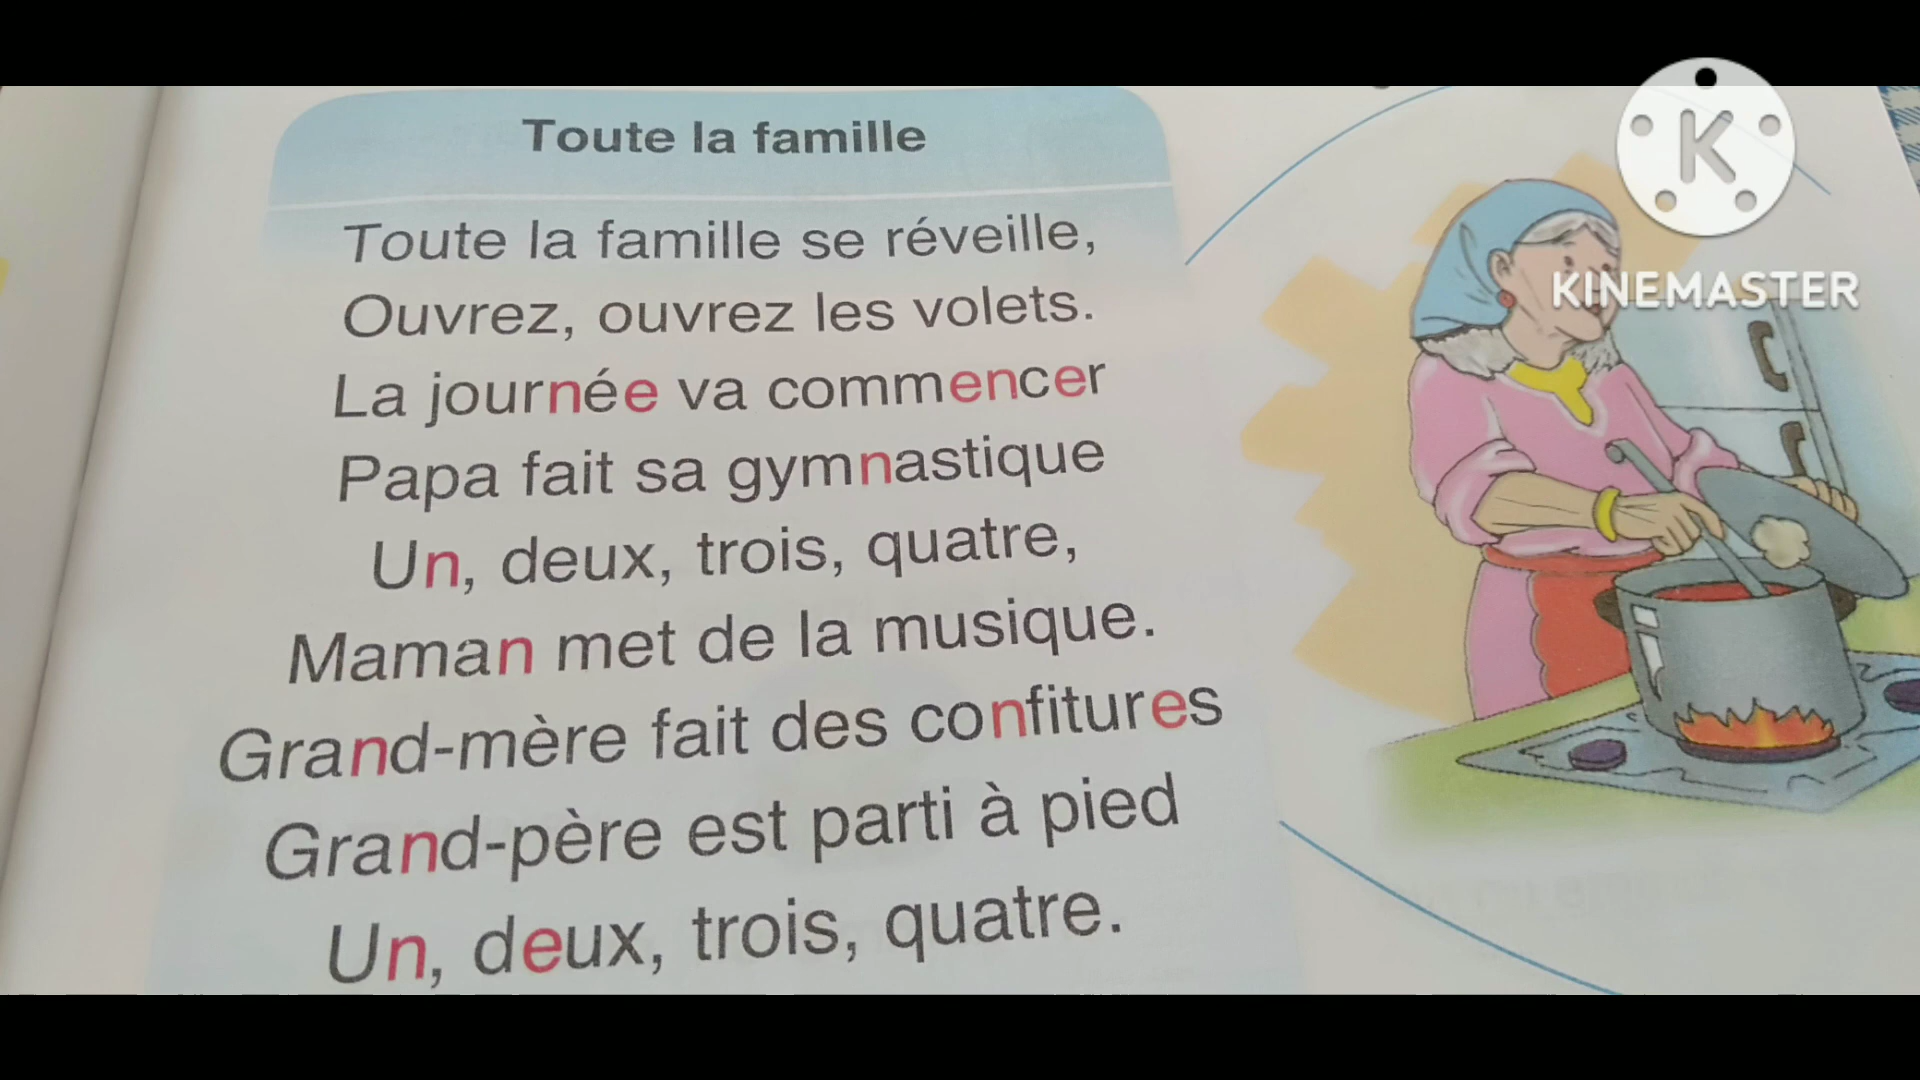 Toute la famille
Toute la famille se réveille,
Ouvrez, ouvrez les volets.
La journée va commencer
Papa fait sa gymnastique
Un, deux, trois, quatre,
Maman met de la musique.
Grand-mère fait des confitures
Grand-père est parti à pied
Un, deux, trois, quatre.
K
KINEMASTER